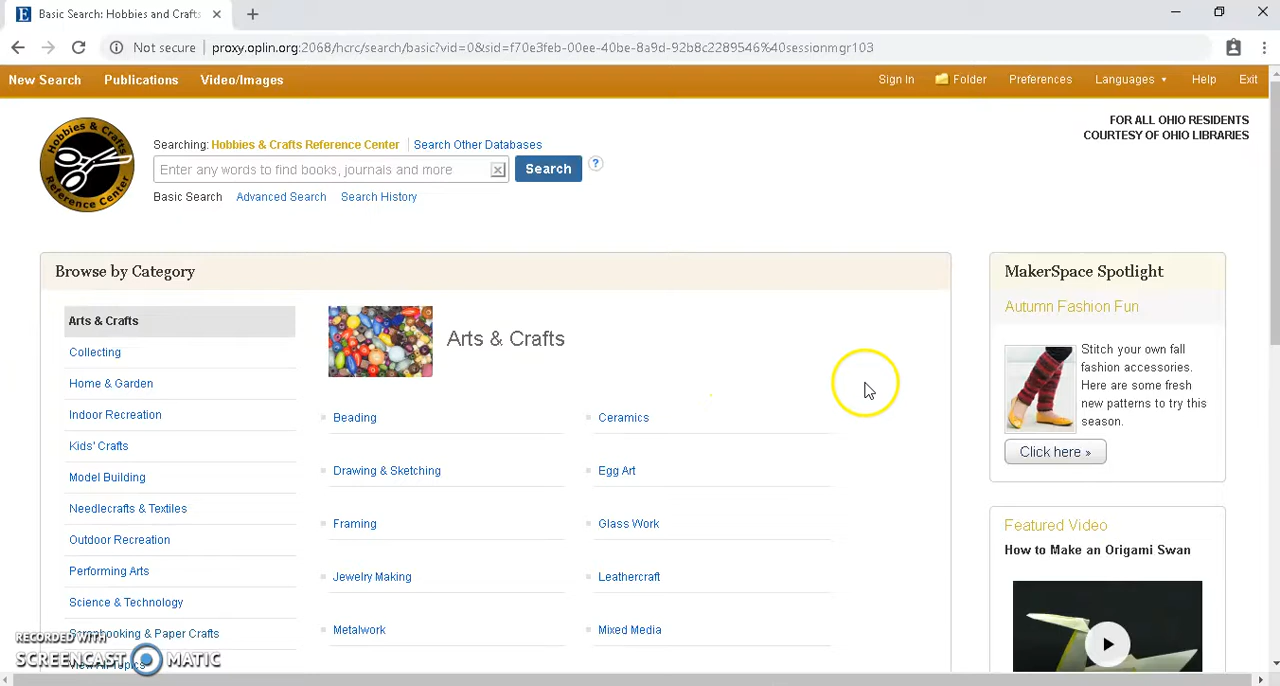 Basic Search: Hobbies and Crafts
Not secure proxy.oplin.org:2068/hcrc/search/basic?vid=0&sid=f70e3feb-00ee-40be-8a9d-92b8c2289546%40sessionmgr103
New Search Publications Video/Images Sign In Folder Preferences Languages Help Exit
Hobbies & Crafts Reference Center
FOR ALL OHIO RESIDENTS
COURTESY OF OHIO LIBRARIES
Searching: Hobbies & Crafts Reference Center Search Other Databases
Enter any words to find books, journals and more Search ?
Basic Search Advanced Search Search History
Browse by Category
Arts & Crafts
Collecting
Home & Garden
Indoor Recreation
Kids' Crafts
Model Building
Needlecrafts & Textiles
Outdoor Recreation
Performing Arts
Science & Technology
Scrapbooking & Paper Crafts
View All Topics
Arts & Crafts
Beading Ceramics
Drawing & Sketching Egg Art
Framing Glass Work
Jewelry Making Leathercraft
Metalwork Mixed Media
MakerSpace Spotlight
Autumn Fashion Fun
Stitch your own fall
fashion accessories.
Here are some fresh
new patterns to try this
season.
Click here »
Featured Video
How to Make an Origami Swan
RECORDED WITH
SCREENCAST MATIC